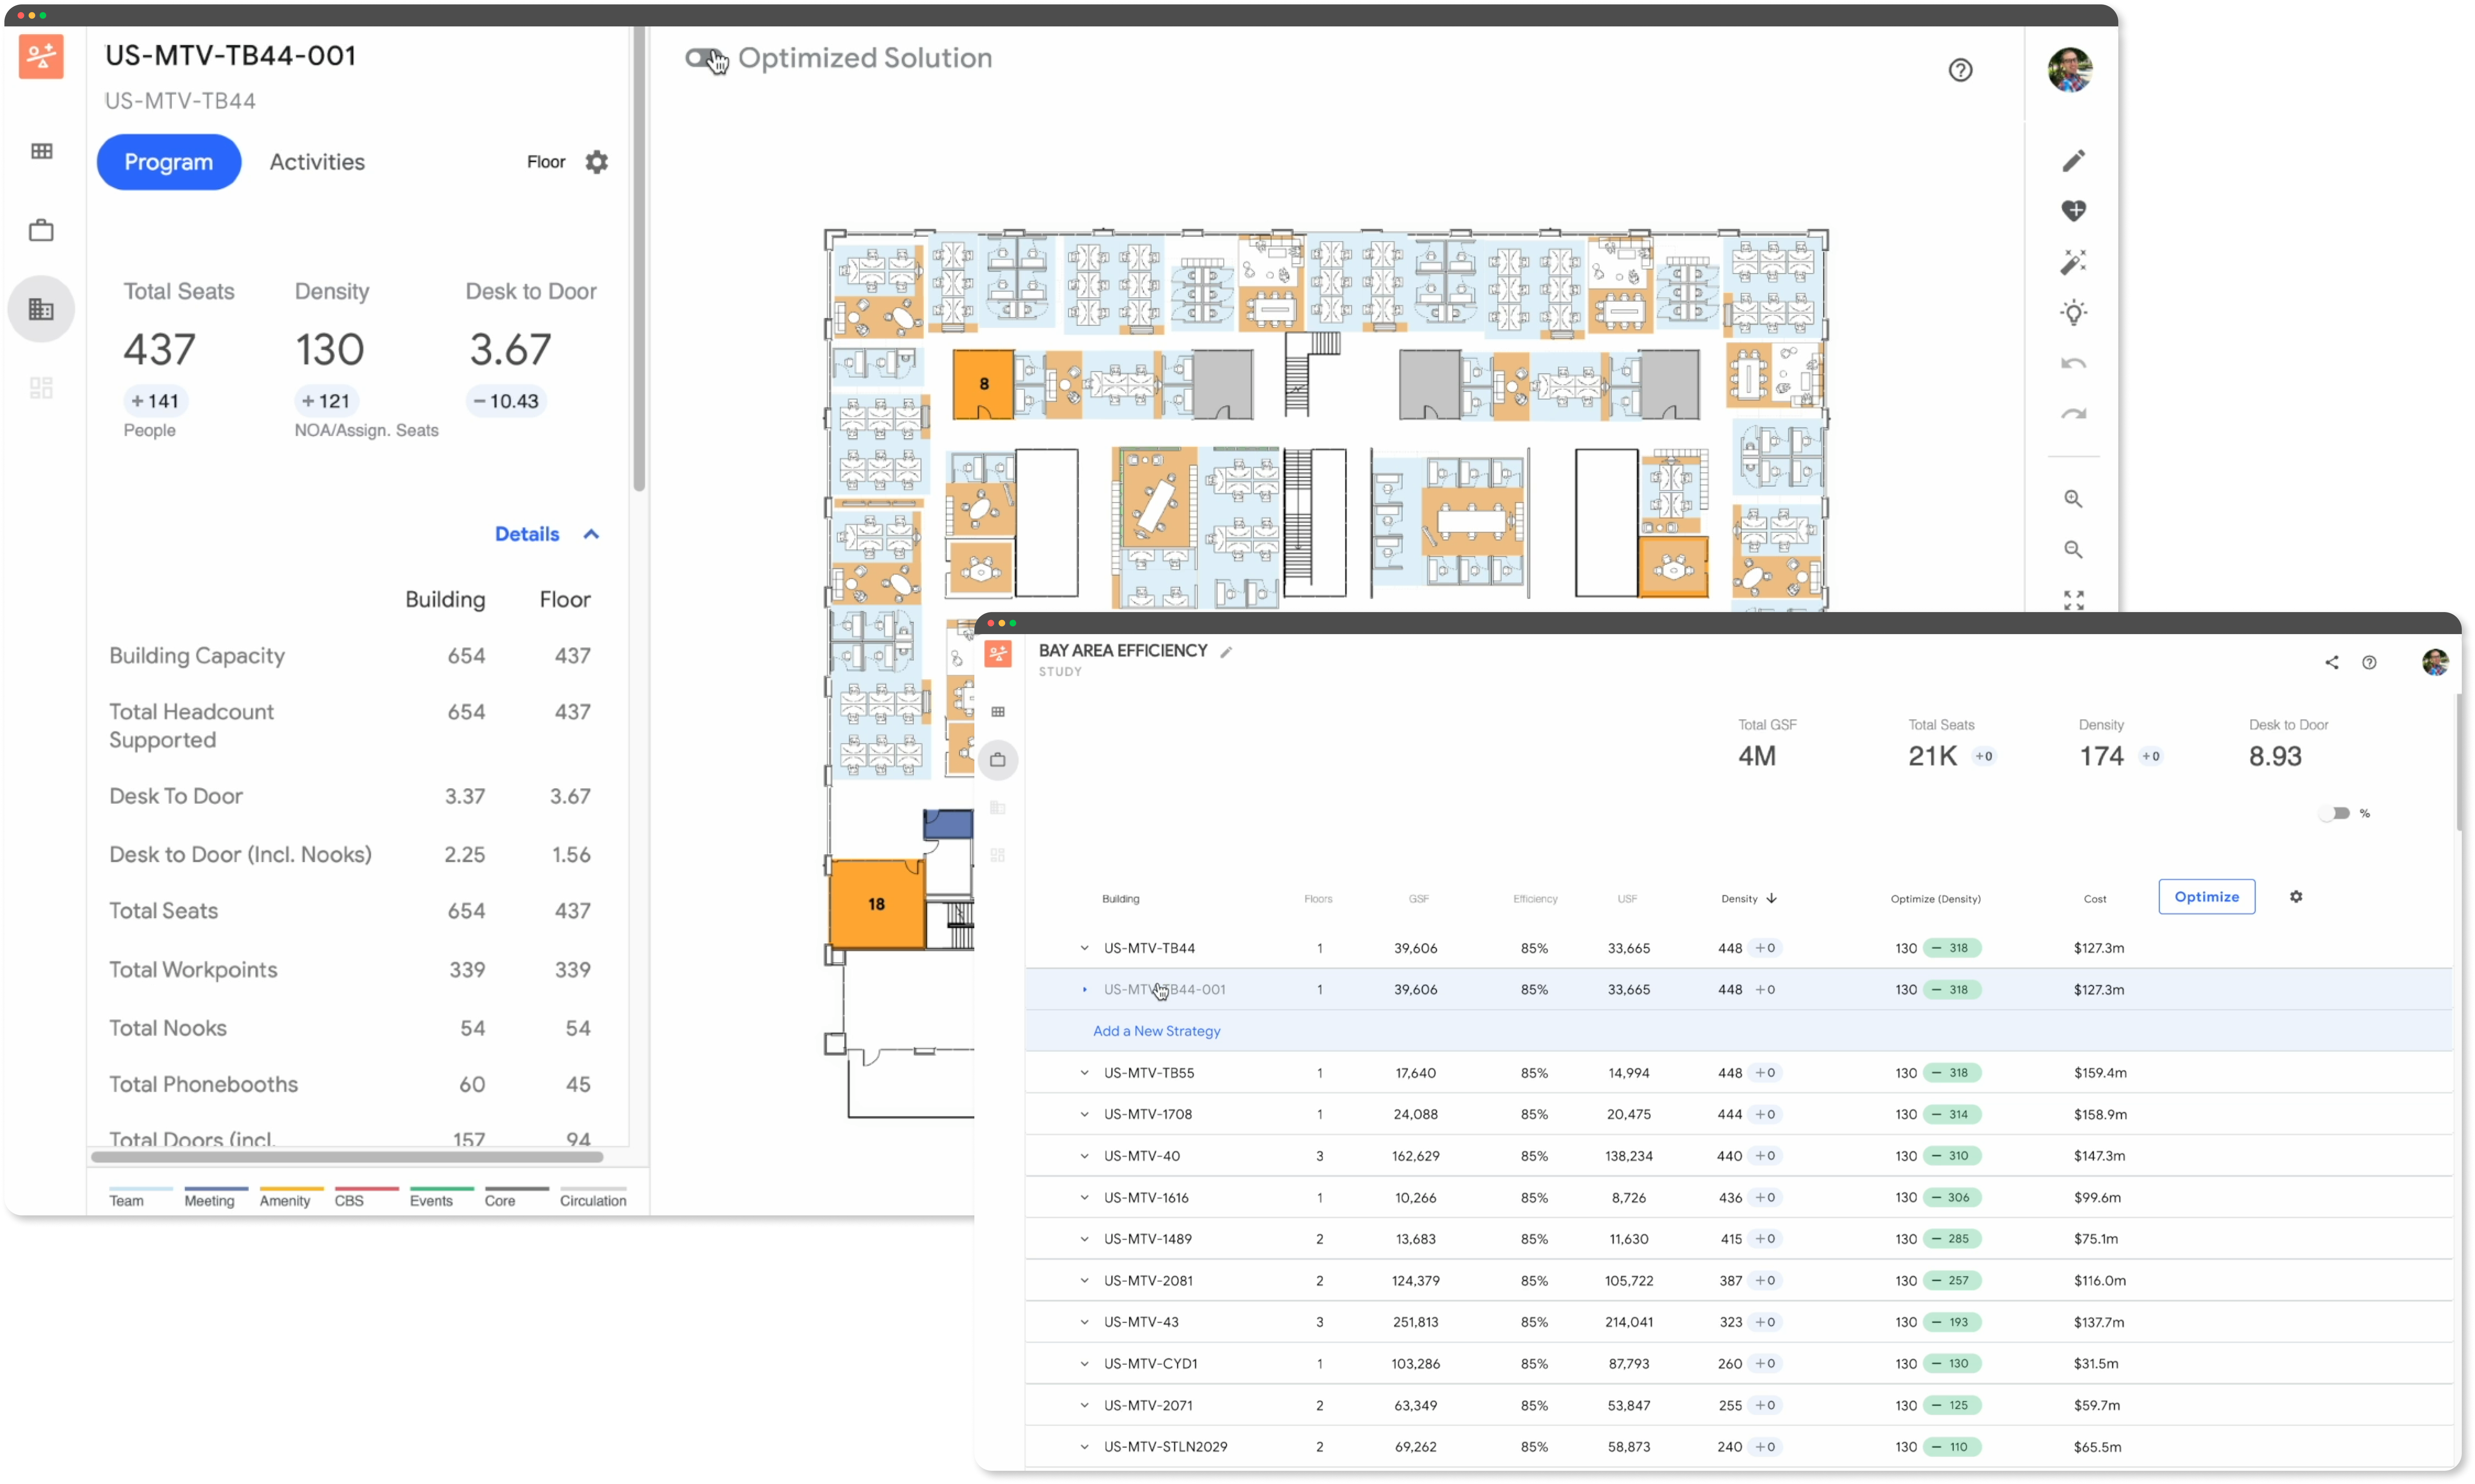 US-MTV-TB44-001
US-MTV-TB44
Program Activities Floor
Total Seats Density Desk to Door
437 130 3.67
+ 141 + 121 − 10.43
People NOA/Assign. Seats
Details
Building Floor
Building Capacity 654 437
Total Headcount
Supported 654 437
Desk To Door 3.37 3.67
Desk to Door (Incl. Nooks) 2.25 1.56
Total Seats 654 437
Total Workpoints 339 339
Total Nooks 54 54
Total Phonebooths 60 45
Total Doors (incl. 157 94
Team Meeting Amenity CBS Events Core Circulation
Optimized Solution
8
18
BAY AREA EFFICIENCY
STUDY
Total GSF Total Seats Density Desk to Door
4M 21K +0 174 +0 8.93
%
Building Floors GSF Efficiency USF Density Optimize (Density) Cost Optimize
US-MTV-TB44 1 39,606 85% 33,665 448 +0 130 − 318 $127.3m
US-MTV-TB44-001 1 39,606 85% 33,665 448 +0 130 − 318 $127.3m
Add a New Strategy
US-MTV-TB55 1 17,640 85% 14,994 448 +0 130 − 318 $159.4m
US-MTV-1708 1 24,088 85% 20,475 444 +0 130 − 314 $158.9m
US-MTV-40 3 162,629 85% 138,234 440 +0 130 − 310 $147.3m
US-MTV-1616 1 10,266 85% 8,726 436 +0 130 − 306 $99.6m
US-MTV-1489 2 13,683 85% 11,630 415 +0 130 − 285 $75.1m
US-MTV-2081 2 124,379 85% 105,722 387 +0 130 − 257 $116.0m
US-MTV-43 3 251,813 85% 214,041 323 +0 130 − 193 $137.7m
US-MTV-CYD1 1 103,286 85% 87,793 260 +0 130 − 130 $31.5m
US-MTV-2071 2 63,349 85% 53,847 255 +0 130 − 125 $59.7m
US-MTV-STLN2029 2 69,262 85% 58,873 240 +0 130 − 110 $65.5m